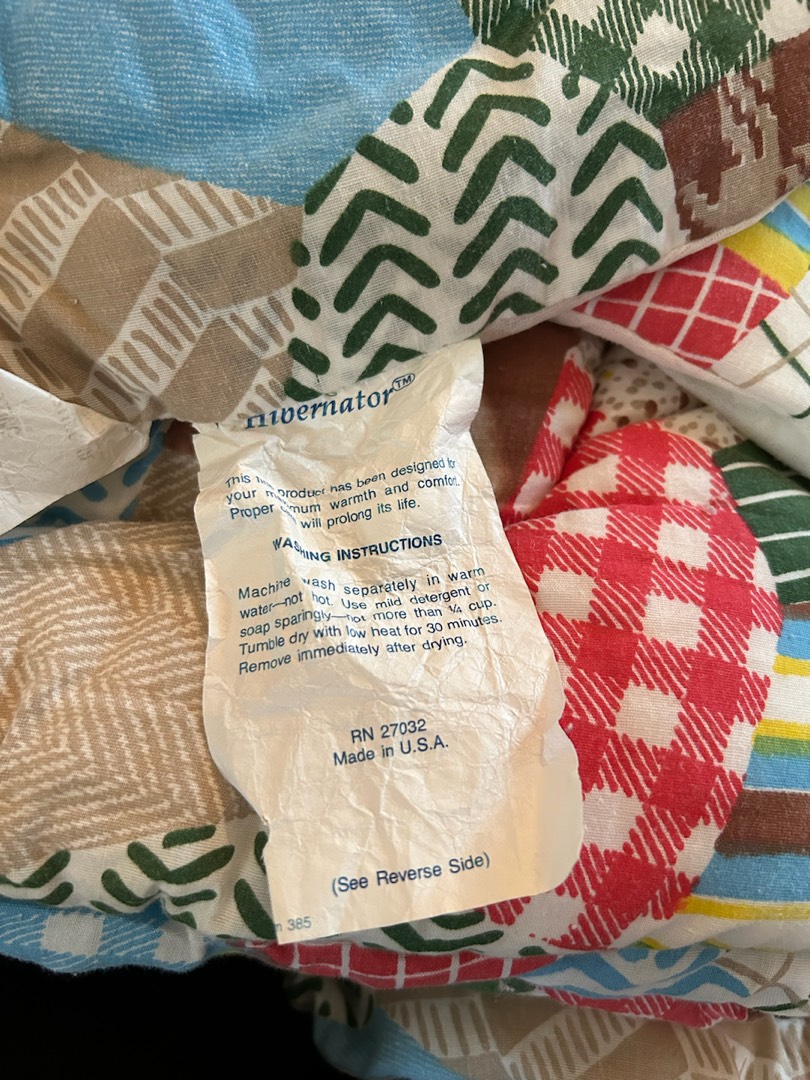 Hibernator™
This product has been designed for
your warmth and comfort.
Proper will prolong its life.
WASHING INSTRUCTIONS
Machine wash separately in warm
water—not hot. Use mild detergent or
soap sparingly—not more than ¼ cup.
Tumble dry with low heat for 30 minutes.
Remove immediately after drying.
RN 27032
Made in U.S.A.
(See Reverse Side)
385